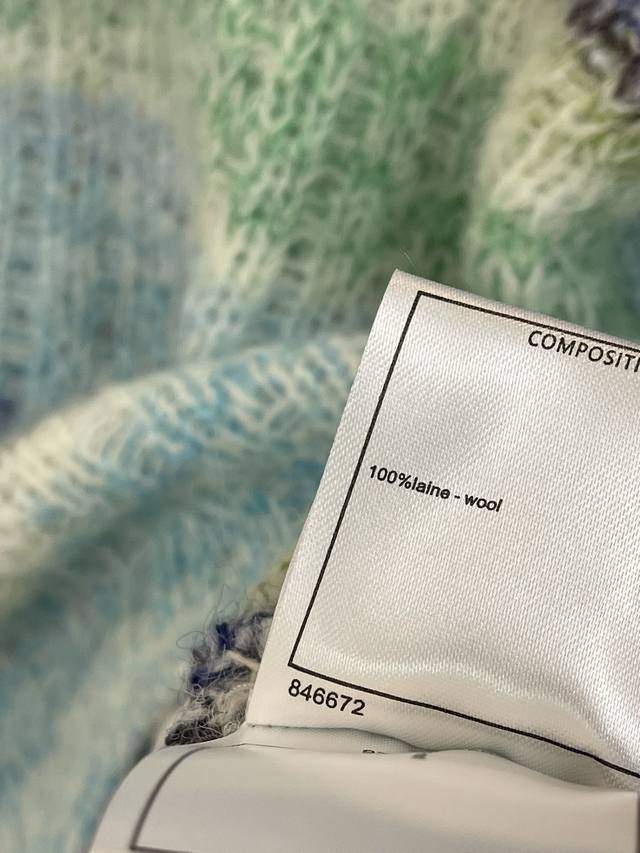 COMPOSITI
100%laine - wool
846672